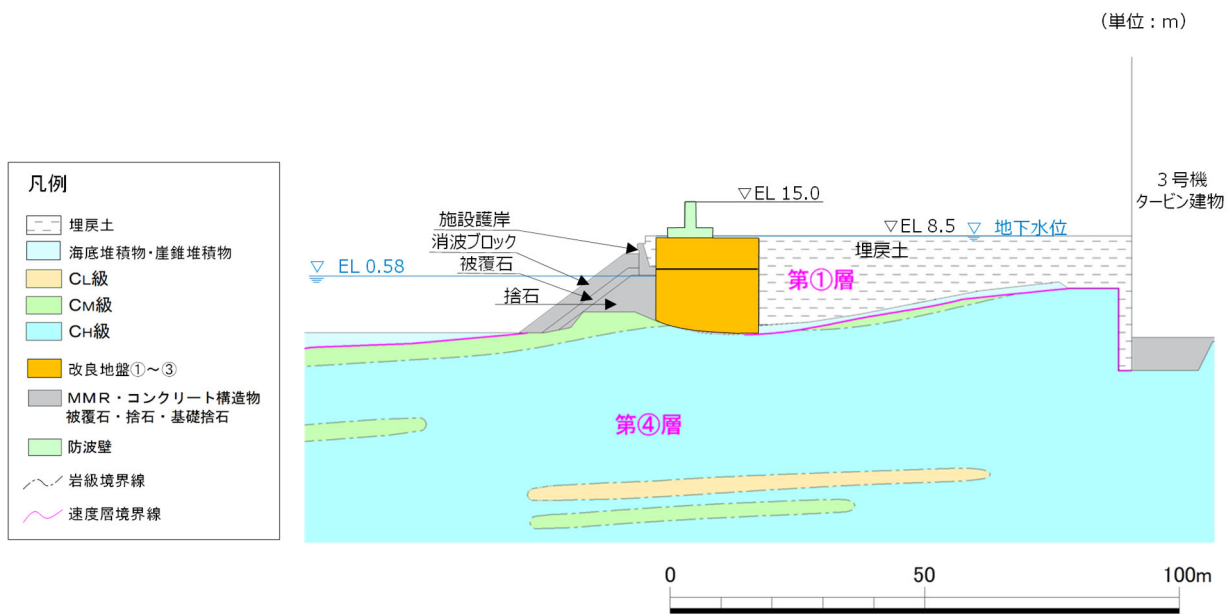 （単位：m）
凡例
埋戻土
海底堆積物・崖錐堆積物
CL級
CM級
CH級
改良地盤①～③
MMR・コンクリート構造物
被覆石・捨石・基礎捨石
防波壁
岩級境界線
速度層境界線
▽EL 15.0
施設護岸
消波ブロック
被覆石
捨石
▽ EL 0.58
▽EL 8.5 ▽ 地下水位
埋戻土
第①層
第④層
３号機
タービン建物
0 50 100m